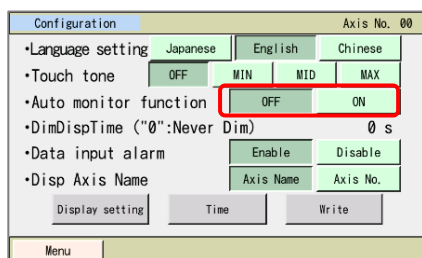 Configuration Axis No. 00
・Language setting Japanese English Chinese
・Touch tone OFF MIN MID MAX
・Auto monitor function OFF ON
・DimDispTime ("0":Never Dim) 0 s
・Data input alarm Enable Disable
・Disp Axis Name Axis Name Axis No.
Display setting Time Write
Menu